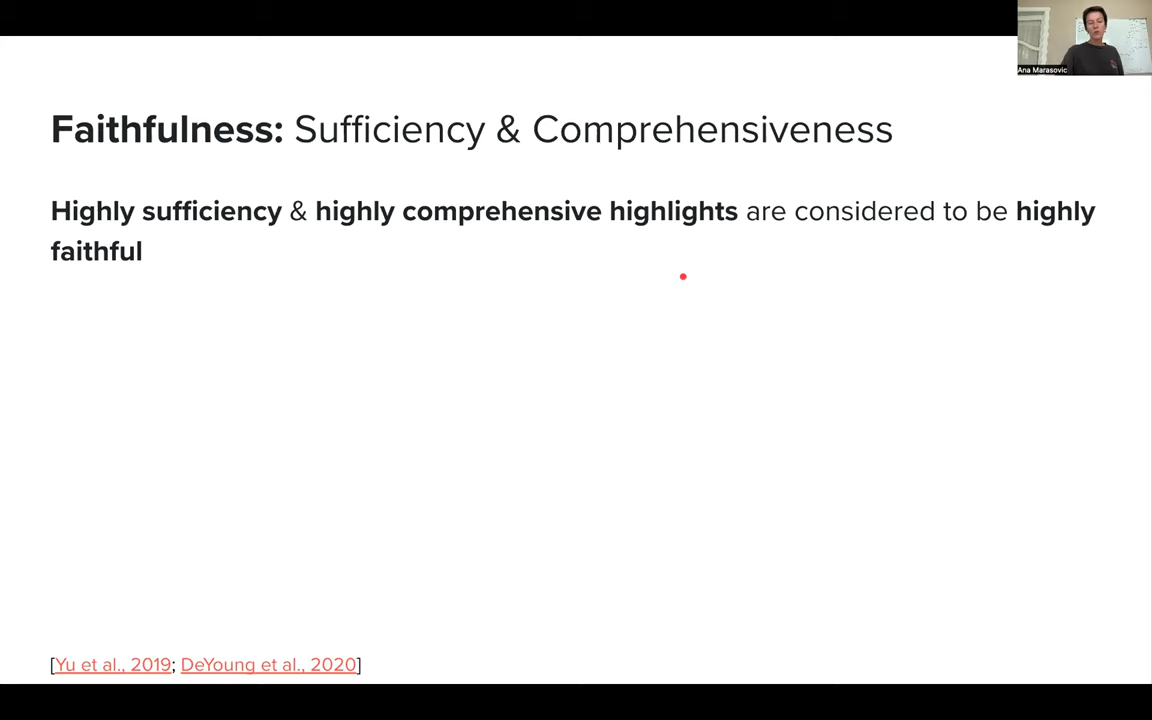 Ana Marasovic
Faithfulness: Sufficiency & Comprehensiveness
Highly sufficiency & highly comprehensive highlights are considered to be highly
faithful
[Yu et al., 2019; DeYoung et al., 2020]